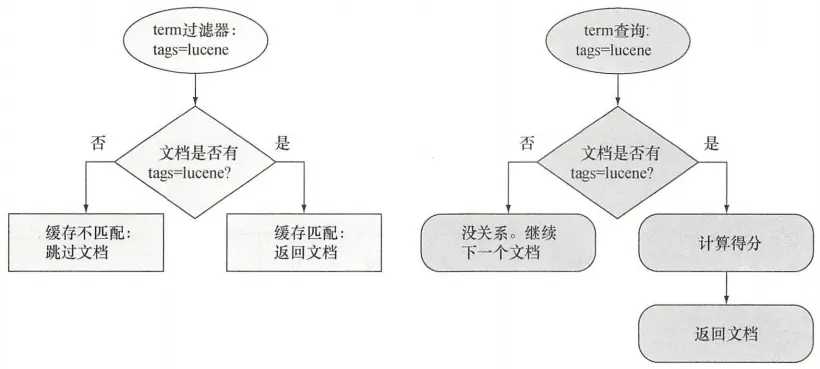 term过滤器:
tags=lucene
文档是否有
tags=lucene?
否
是
缓存不匹配:
跳过文档
缓存匹配:
返回文档
term查询:
tags=lucene
文档是否有
tags=lucene?
否
是
没关系。继续
下一个文档
计算得分
返回文档